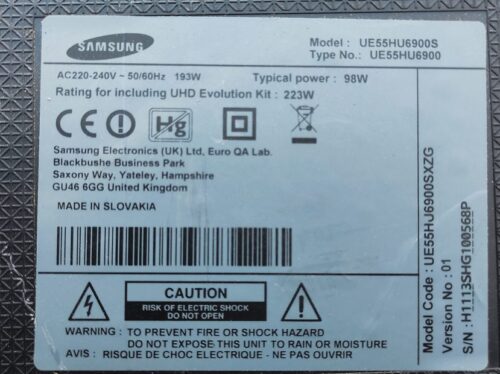 SAMSUNG
Model : UE55HU6900S
Type No.: UE55HU6900
AC220-240V ~ 50/60Hz 193W
Typical power : 98W
Rating for including UHD Evolution Kit : 223W
CE Hg
Samsung Electronics (UK) Ltd, Euro QA Lab.
Blackbushe Business Park
Saxony Way, Yateley, Hampshire
GU46 6GG United Kingdom
MADE IN SLOVAKIA
CAUTION
RISK OF ELECTRIC SHOCK
DO NOT OPEN
WARNING : TO PREVENT FIRE OR SHOCK HAZARD,
DO NOT EXPOSE THIS SET TO RAIN OR MOISTURE
AVIS : RISQUE DE CHOC ELECTRIQUE-NE PAS OUVRIR
Model Code : UE55HU6900SXZG
Version No : 01
S/N : H1113SHG100568P